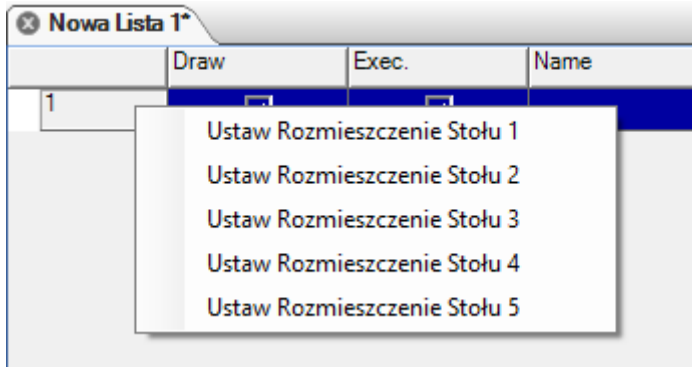 Nowa Lista 1*
Draw Exec. Name
1
Ustaw Rozmieszczenie Stołu 1
Ustaw Rozmieszczenie Stołu 2
Ustaw Rozmieszczenie Stołu 3
Ustaw Rozmieszczenie Stołu 4
Ustaw Rozmieszczenie Stołu 5